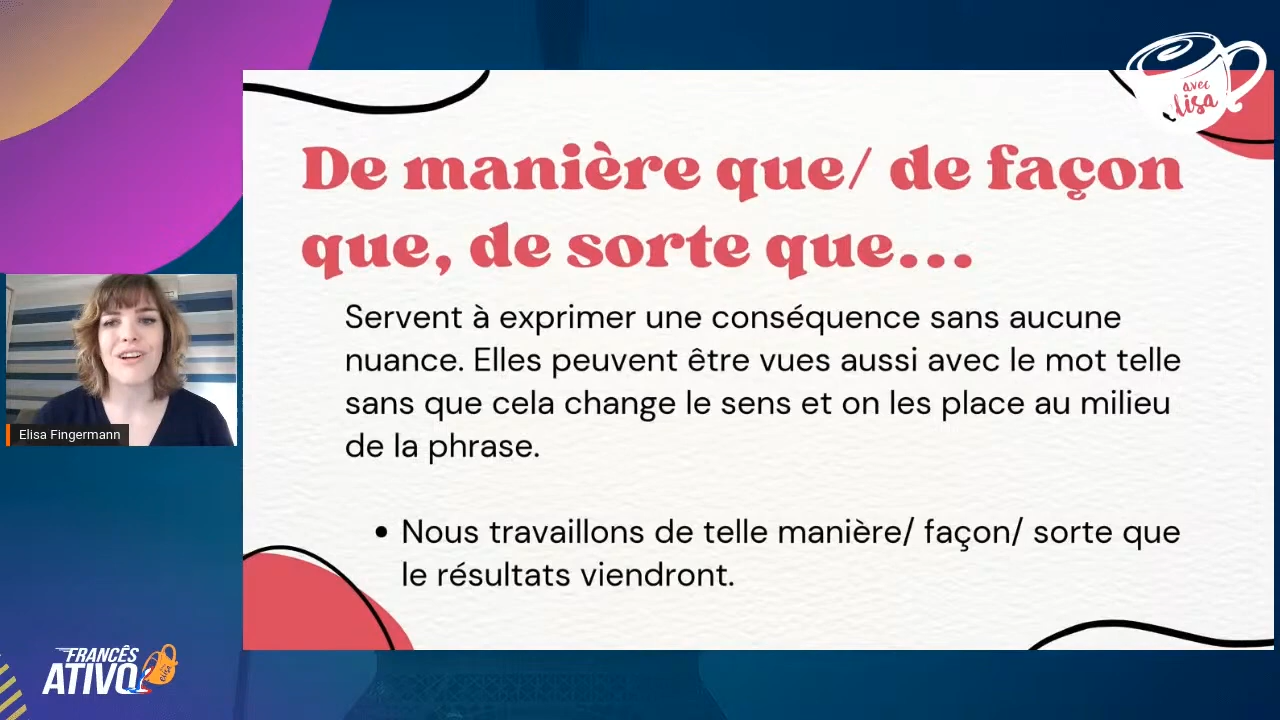 avec
elisa
De manière que/ de façon
que, de sorte que...
Servent à exprimer une conséquence sans aucune
nuance. Elles peuvent être vues aussi avec le mot telle
sans que cela change le sens et on les place au milieu
de la phrase.
• Nous travaillons de telle manière/ façon/ sorte que
le résultats viendront.
Elisa Fingermann
FRANCÊS
ATIVO